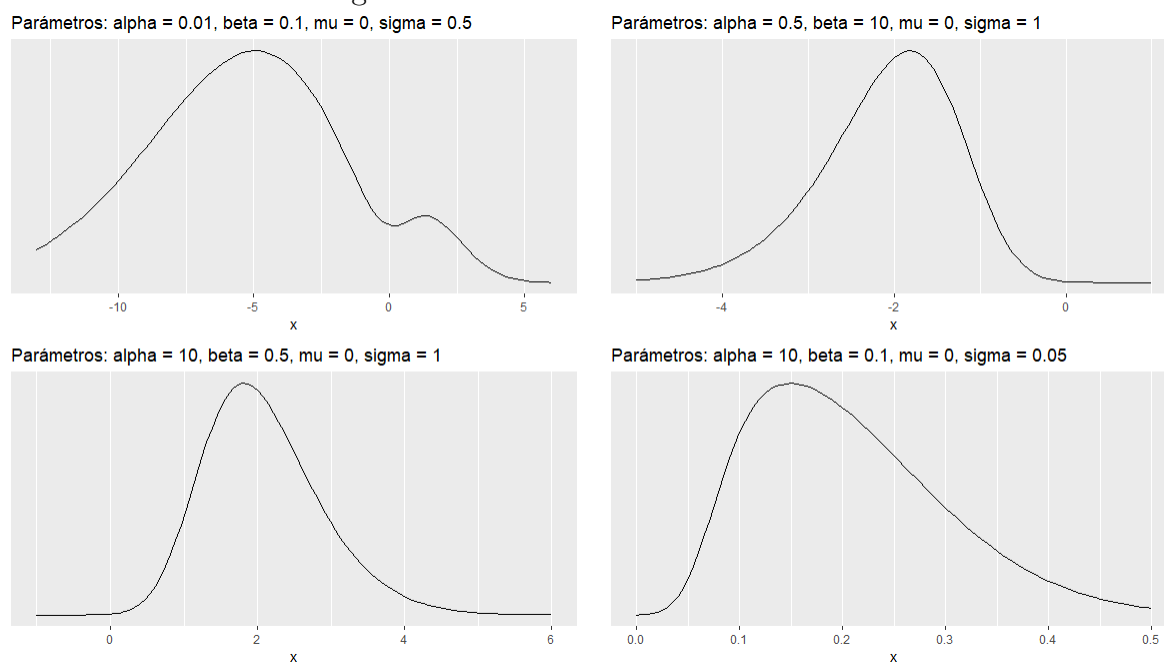 Parámetros: alpha = 0.01, beta = 0.1, mu = 0, sigma = 0.5
-10 -5 0 5
x
Parámetros: alpha = 0.5, beta = 10, mu = 0, sigma = 1
-4 -2 0
x
Parámetros: alpha = 10, beta = 0.5, mu = 0, sigma = 1
0 2 4 6
x
Parámetros: alpha = 10, beta = 0.1, mu = 0, sigma = 0.05
0.0 0.1 0.2 0.3 0.4 0.5
x